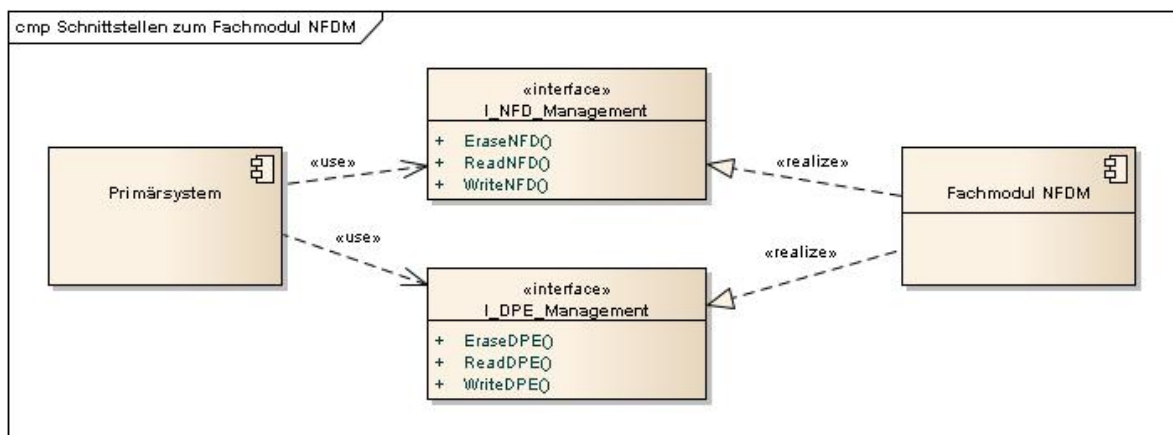 cmp Schnittstellen zum Fachmodul NFDM
«interface»
I_NFD_Management
+ EraseNFD()
+ ReadNFD()
+ WriteNFD()
«use»
«realize»
Primärsystem
Fachmodul NFDM
«use»
«realize»
«interface»
I_DPE_Management
+ EraseDPE()
+ ReadDPE()
+ WriteDPE()